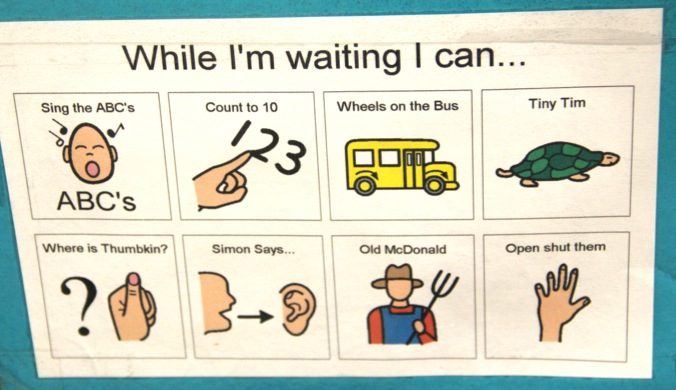 While I'm waiting I can...
Sing the ABC's
Count to 10
Wheels on the Bus
Tiny Tim
ABC's
123
Where is Thumbkin?
Simon Says...
Old McDonald
Open shut them
?